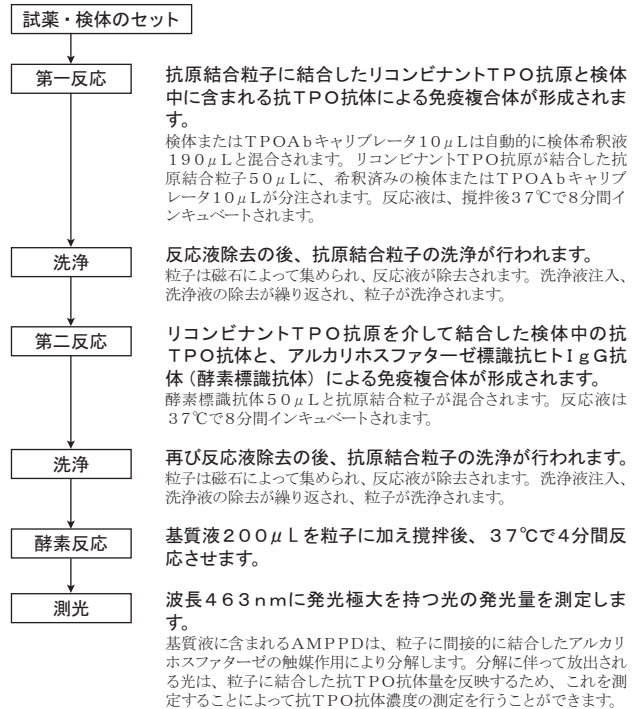 試薬・検体のセット
第一反応
抗原結合粒子に結合したリコンビナントＴＰＯ抗原と検体
中に含まれる抗ＴＰＯ抗体による免疫複合体が形成されま
す。
検体またはＴＰＯＡｂキャリブレータ１０μＬは自動的に検体希釈液
１９０μＬと混合されます。リコンビナントＴＰＯ抗原が結合した抗
原結合粒子５０μＬに、希釈済みの検体またはＴＰＯＡｂキャリブ
レータ１０μＬが分注されます。反応液は、撹拌後３７℃で８分間イ
ンキュベートされます。
洗浄
反応液除去の後、抗原結合粒子の洗浄が行われます。
粒子は磁石によって集められ、反応液が除去されます。洗浄液注入、
洗浄液の除去が繰り返され、粒子が洗浄されます。
第二反応
リコンビナントＴＰＯ抗原を介して結合した検体中の抗
ＴＰＯ抗体と、アルカリホスファターゼ標識抗ヒトＩｇＧ抗
体（酵素標識抗体）による免疫複合体が形成されます。
酵素標識抗体５０μＬと抗原結合粒子が混合されます。反応液は
３７℃で８分間インキュベートされます。
洗浄
再び反応液除去の後、抗原結合粒子の洗浄が行われます。
粒子は磁石によって集められ、反応液が除去されます。洗浄液注入、
洗浄液の除去が繰り返され、粒子が洗浄されます。
酵素反応
基質液２００μＬを粒子に加え撹拌後、３７℃で４分間反
応させます。
測光
波長４６３ｎｍに発光極大を持つ光の発光量を測定しま
す。
基質液に含まれるＡＭＰＰＤは、粒子に間接的に結合したアルカリ
ホスファターゼの触媒作用により分解します。分解に伴って放出され
る光は、粒子に結合した抗ＴＰＯ抗体量を反映するため、これを測
定することによって抗ＴＰＯ抗体濃度の測定を行うことができます。